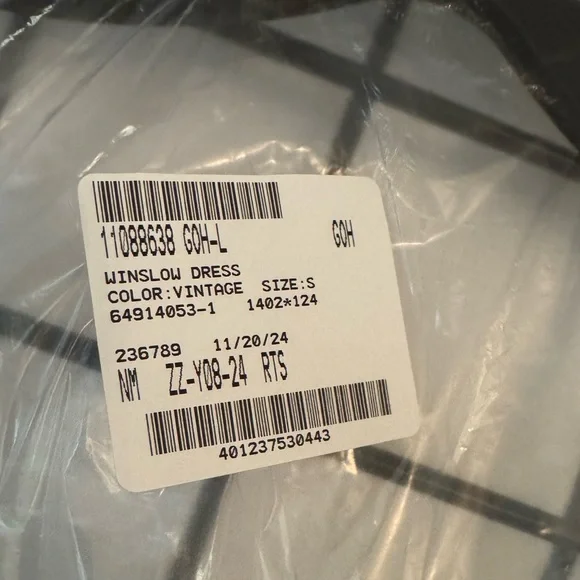 11088638 GOH-L GOH
WINSLOW DRESS
COLOR:VINTAGE SIZE:S
64914053-1 1402*124
236789 11/20/24
NM ZZ-Y08-24 RTS
401237530443